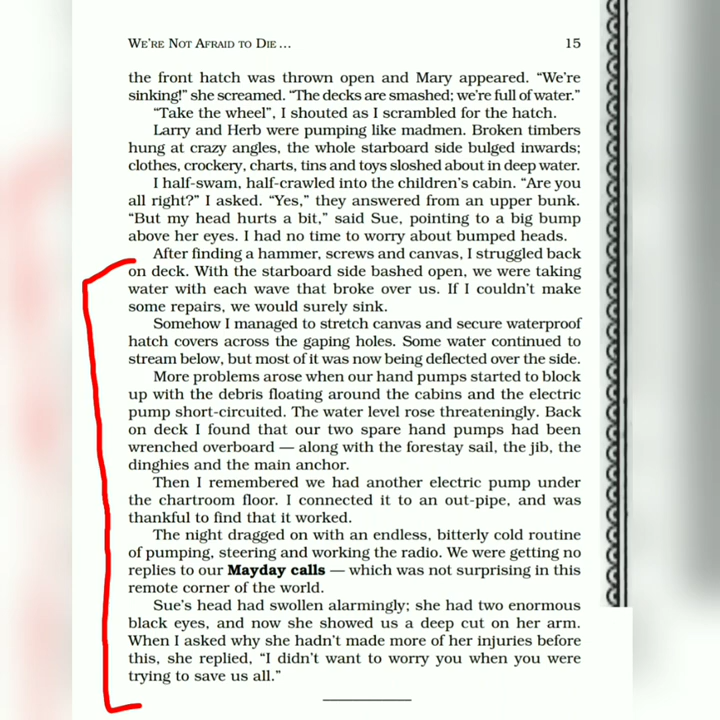 WE'RE NOT AFRAID TO DIE... 15
the front hatch was thrown open and Mary appeared. “We're
sinking!” she screamed. “The decks are smashed; we're full of water.”
“Take the wheel”, I shouted as I scrambled for the hatch.
Larry and Herb were pumping like madmen. Broken timbers
hung at crazy angles, the whole starboard side bulged inwards;
clothes, crockery, charts, tins and toys sloshed about in deep water.
I half-swam, half-crawled into the children's cabin. “Are you
all right?” I asked. “Yes,” they answered from an upper bunk.
“But my head hurts a bit,” said Sue, pointing to a big bump
above her eyes. I had no time to worry about bumped heads.
After finding a hammer, screws and canvas, I struggled back
on deck. With the starboard side bashed open, we were taking
water with each wave that broke over us. If I couldn't make
some repairs, we would surely sink.
Somehow I managed to stretch canvas and secure waterproof
hatch covers across the gaping holes. Some water continued to
stream below, but most of it was now being deflected over the side.
More problems arose when our hand pumps started to block
up with the debris floating around the cabins and the electric
pump short-circuited. The water level rose threateningly. Back
on deck I found that our two spare hand pumps had been
wrenched overboard — along with the forestay sail, the jib, the
dinghies and the main anchor.
Then I remembered we had another electric pump under
the chartroom floor. I connected it to an out-pipe, and was
thankful to find that it worked.
The night dragged on with an endless, bitterly cold routine
of pumping, steering and working the radio. We were getting no
replies to our Mayday calls — which was not surprising in this
remote corner of the world.
Sue's head had swollen alarmingly; she had two enormous
black eyes, and now she showed us a deep cut on her arm.
When I asked why she hadn't made more of her injuries before
this, she replied, “I didn't want to worry you when you were
trying to save us all.”